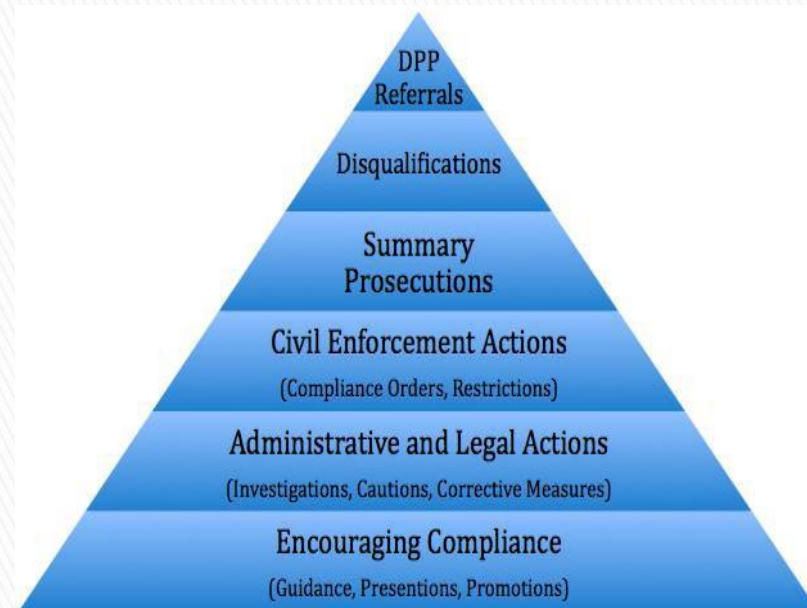 DPP
Referrals
Disqualifications
Summary
Prosecutions
Civil Enforcement Actions
(Compliance Orders, Restrictions)
Administrative and Legal Actions
(Investigations, Cautions, Corrective Measures)
Encouraging Compliance
(Guidance, Presentions, Promotions)